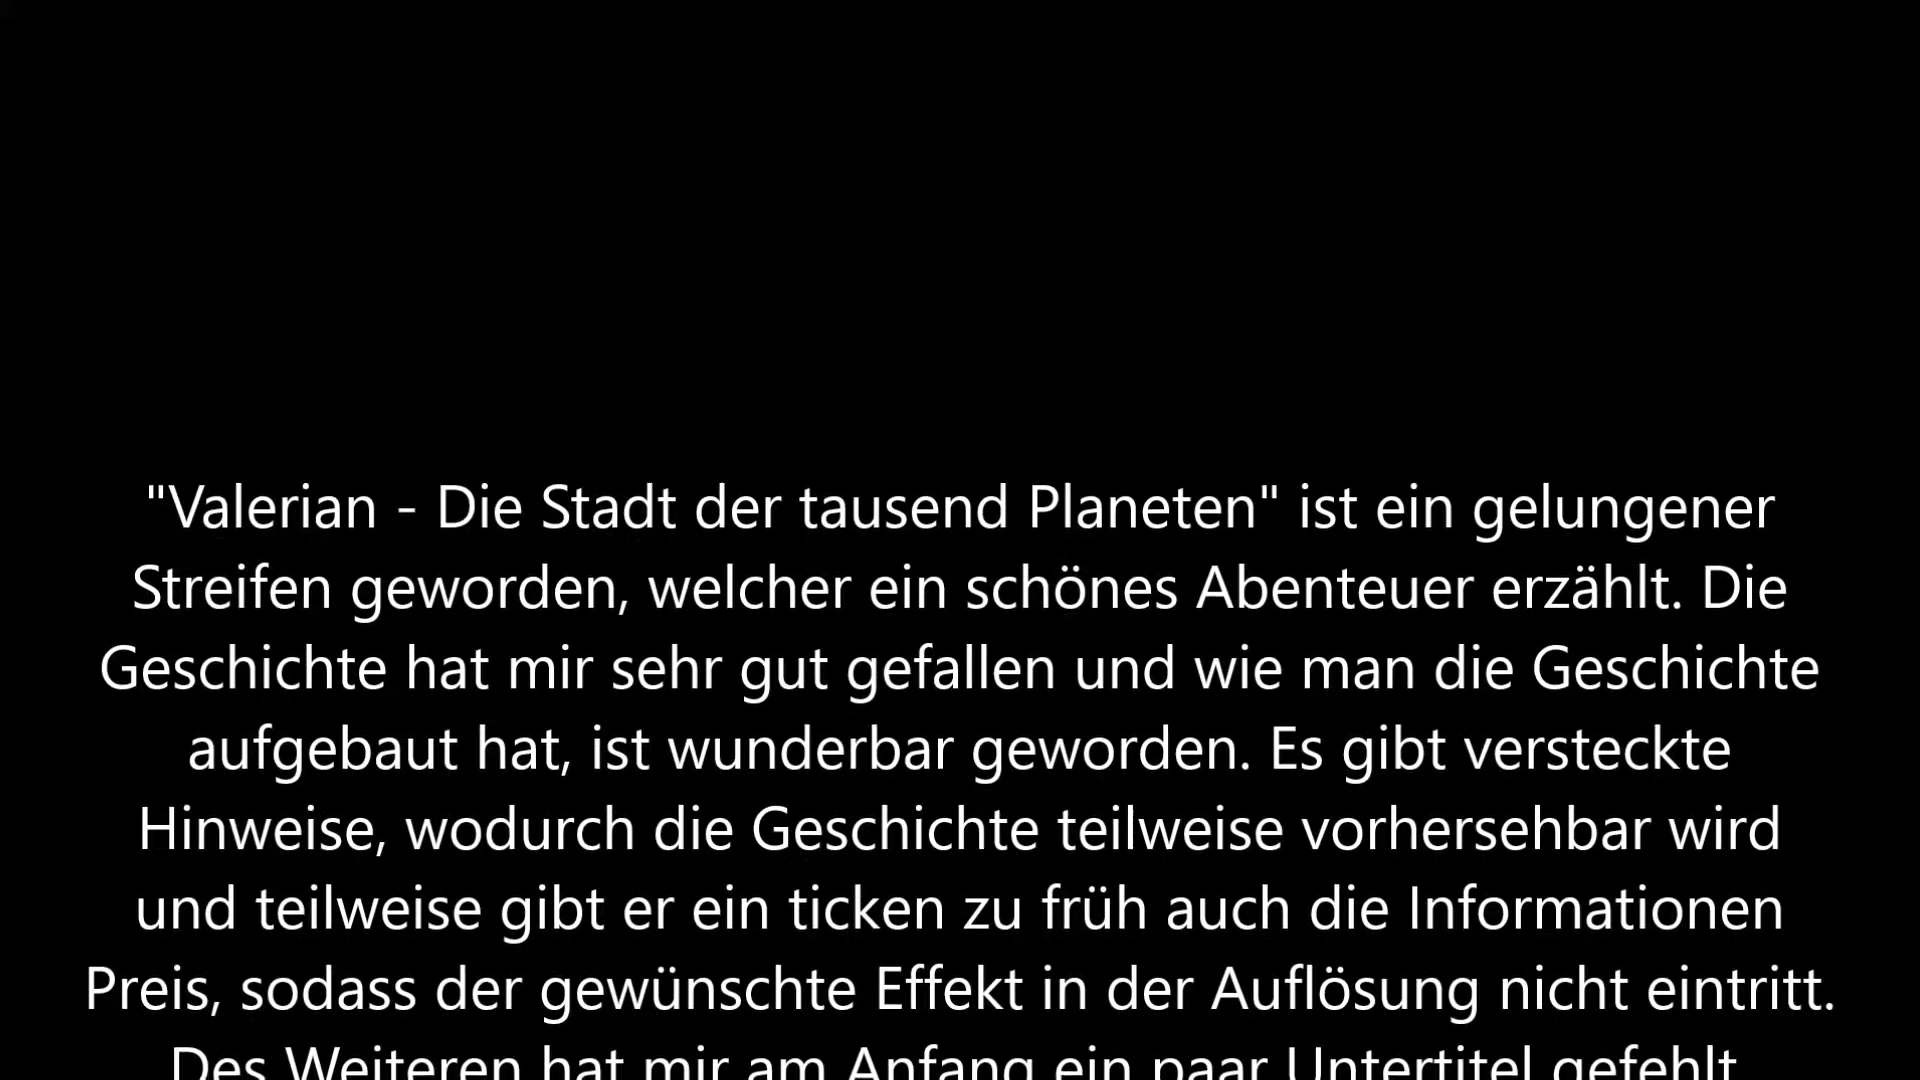 "Valerian - Die Stadt der tausend Planeten" ist ein gelungener
Streifen geworden, welcher ein schönes Abenteuer erzählt. Die
Geschichte hat mir sehr gut gefallen und wie man die Geschichte
aufgebaut hat, ist wunderbar geworden. Es gibt versteckte
Hinweise, wodurch die Geschichte teilweise vorhersehbar wird
und teilweise gibt er ein ticken zu früh auch die Informationen
Preis, sodass der gewünschte Effekt in der Auflösung nicht eintritt.
Des Weiteren hat mir am Anfang ein paar Untertitel gefehlt